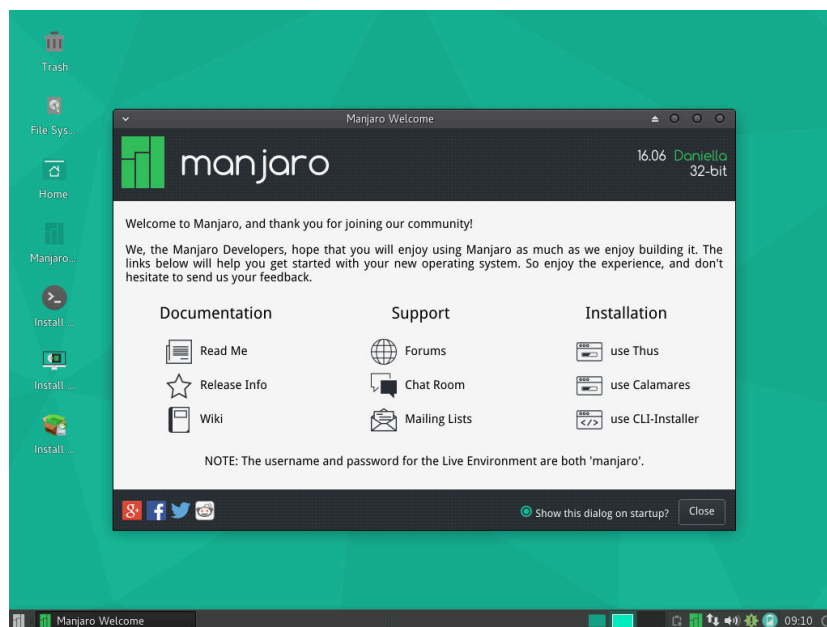 Trash
File Sys...
Home
Manjaro...
Install ...
Install ...
Install ...
Manjaro Welcome
manjaro
16.06 Daniella
32-bit
Welcome to Manjaro, and thank you for joining our community!
We, the Manjaro Developers, hope that you will enjoy using Manjaro as much as we enjoy building it. The
links below will help you get started with your new operating system. So enjoy the experience, and don't
hesitate to send us your feedback.
Documentation
Read Me
Release Info
Wiki
Support
Forums
Chat Room
Mailing Lists
Installation
use Thus
use Calamares
use CLI-Installer
NOTE: The username and password for the Live Environment are both 'manjaro'.
Show this dialog on startup?
Close
Manjaro Welcome
09:10